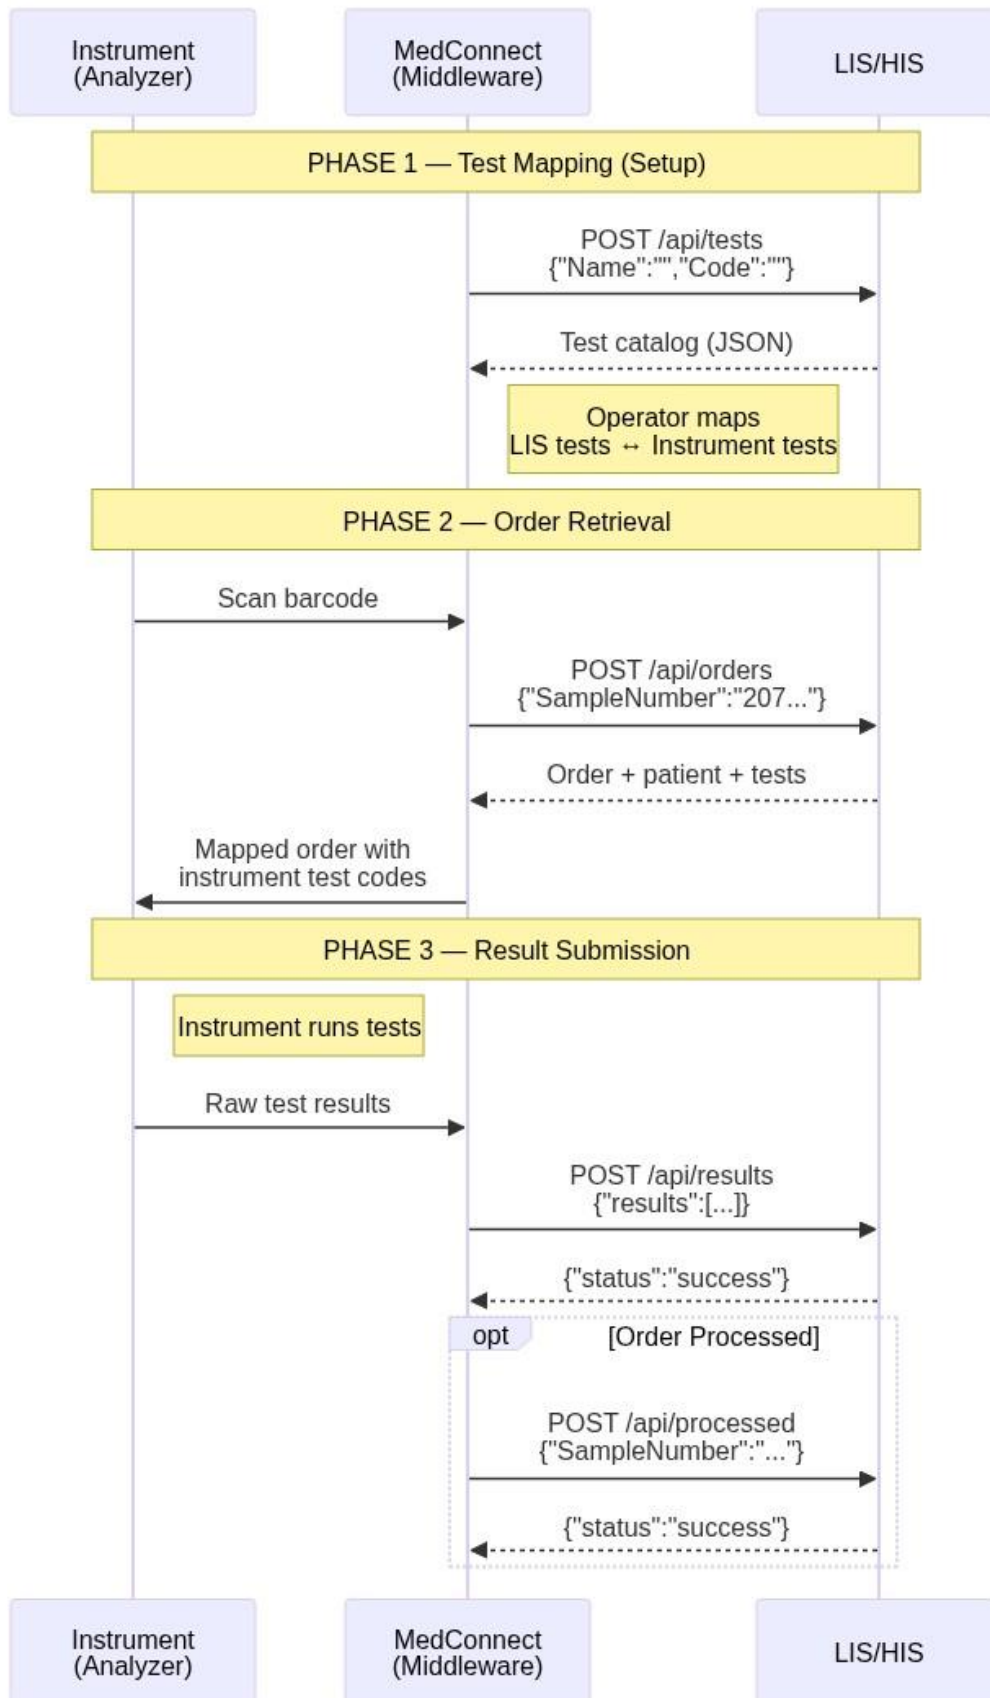 Instrument
(Analyzer)
MedConnect
(Middleware)
LIS/HIS
PHASE 1 — Test Mapping (Setup)
POST /api/tests
{"Name":"","Code":""}
Test catalog (JSON)
Operator maps
LIS tests ↔ Instrument tests
PHASE 2 — Order Retrieval
Scan barcode
POST /api/orders
{"SampleNumber":"207..."}
Order + patient + tests
Mapped order with
instrument test codes
PHASE 3 — Result Submission
Instrument runs tests
Raw test results
POST /api/results
{"results":[...]}
{"status":"success"}
opt
[Order Processed]
POST /api/processed
{"SampleNumber":"..."}
{"status":"success"}
Instrument
(Analyzer)
MedConnect
(Middleware)
LIS/HIS